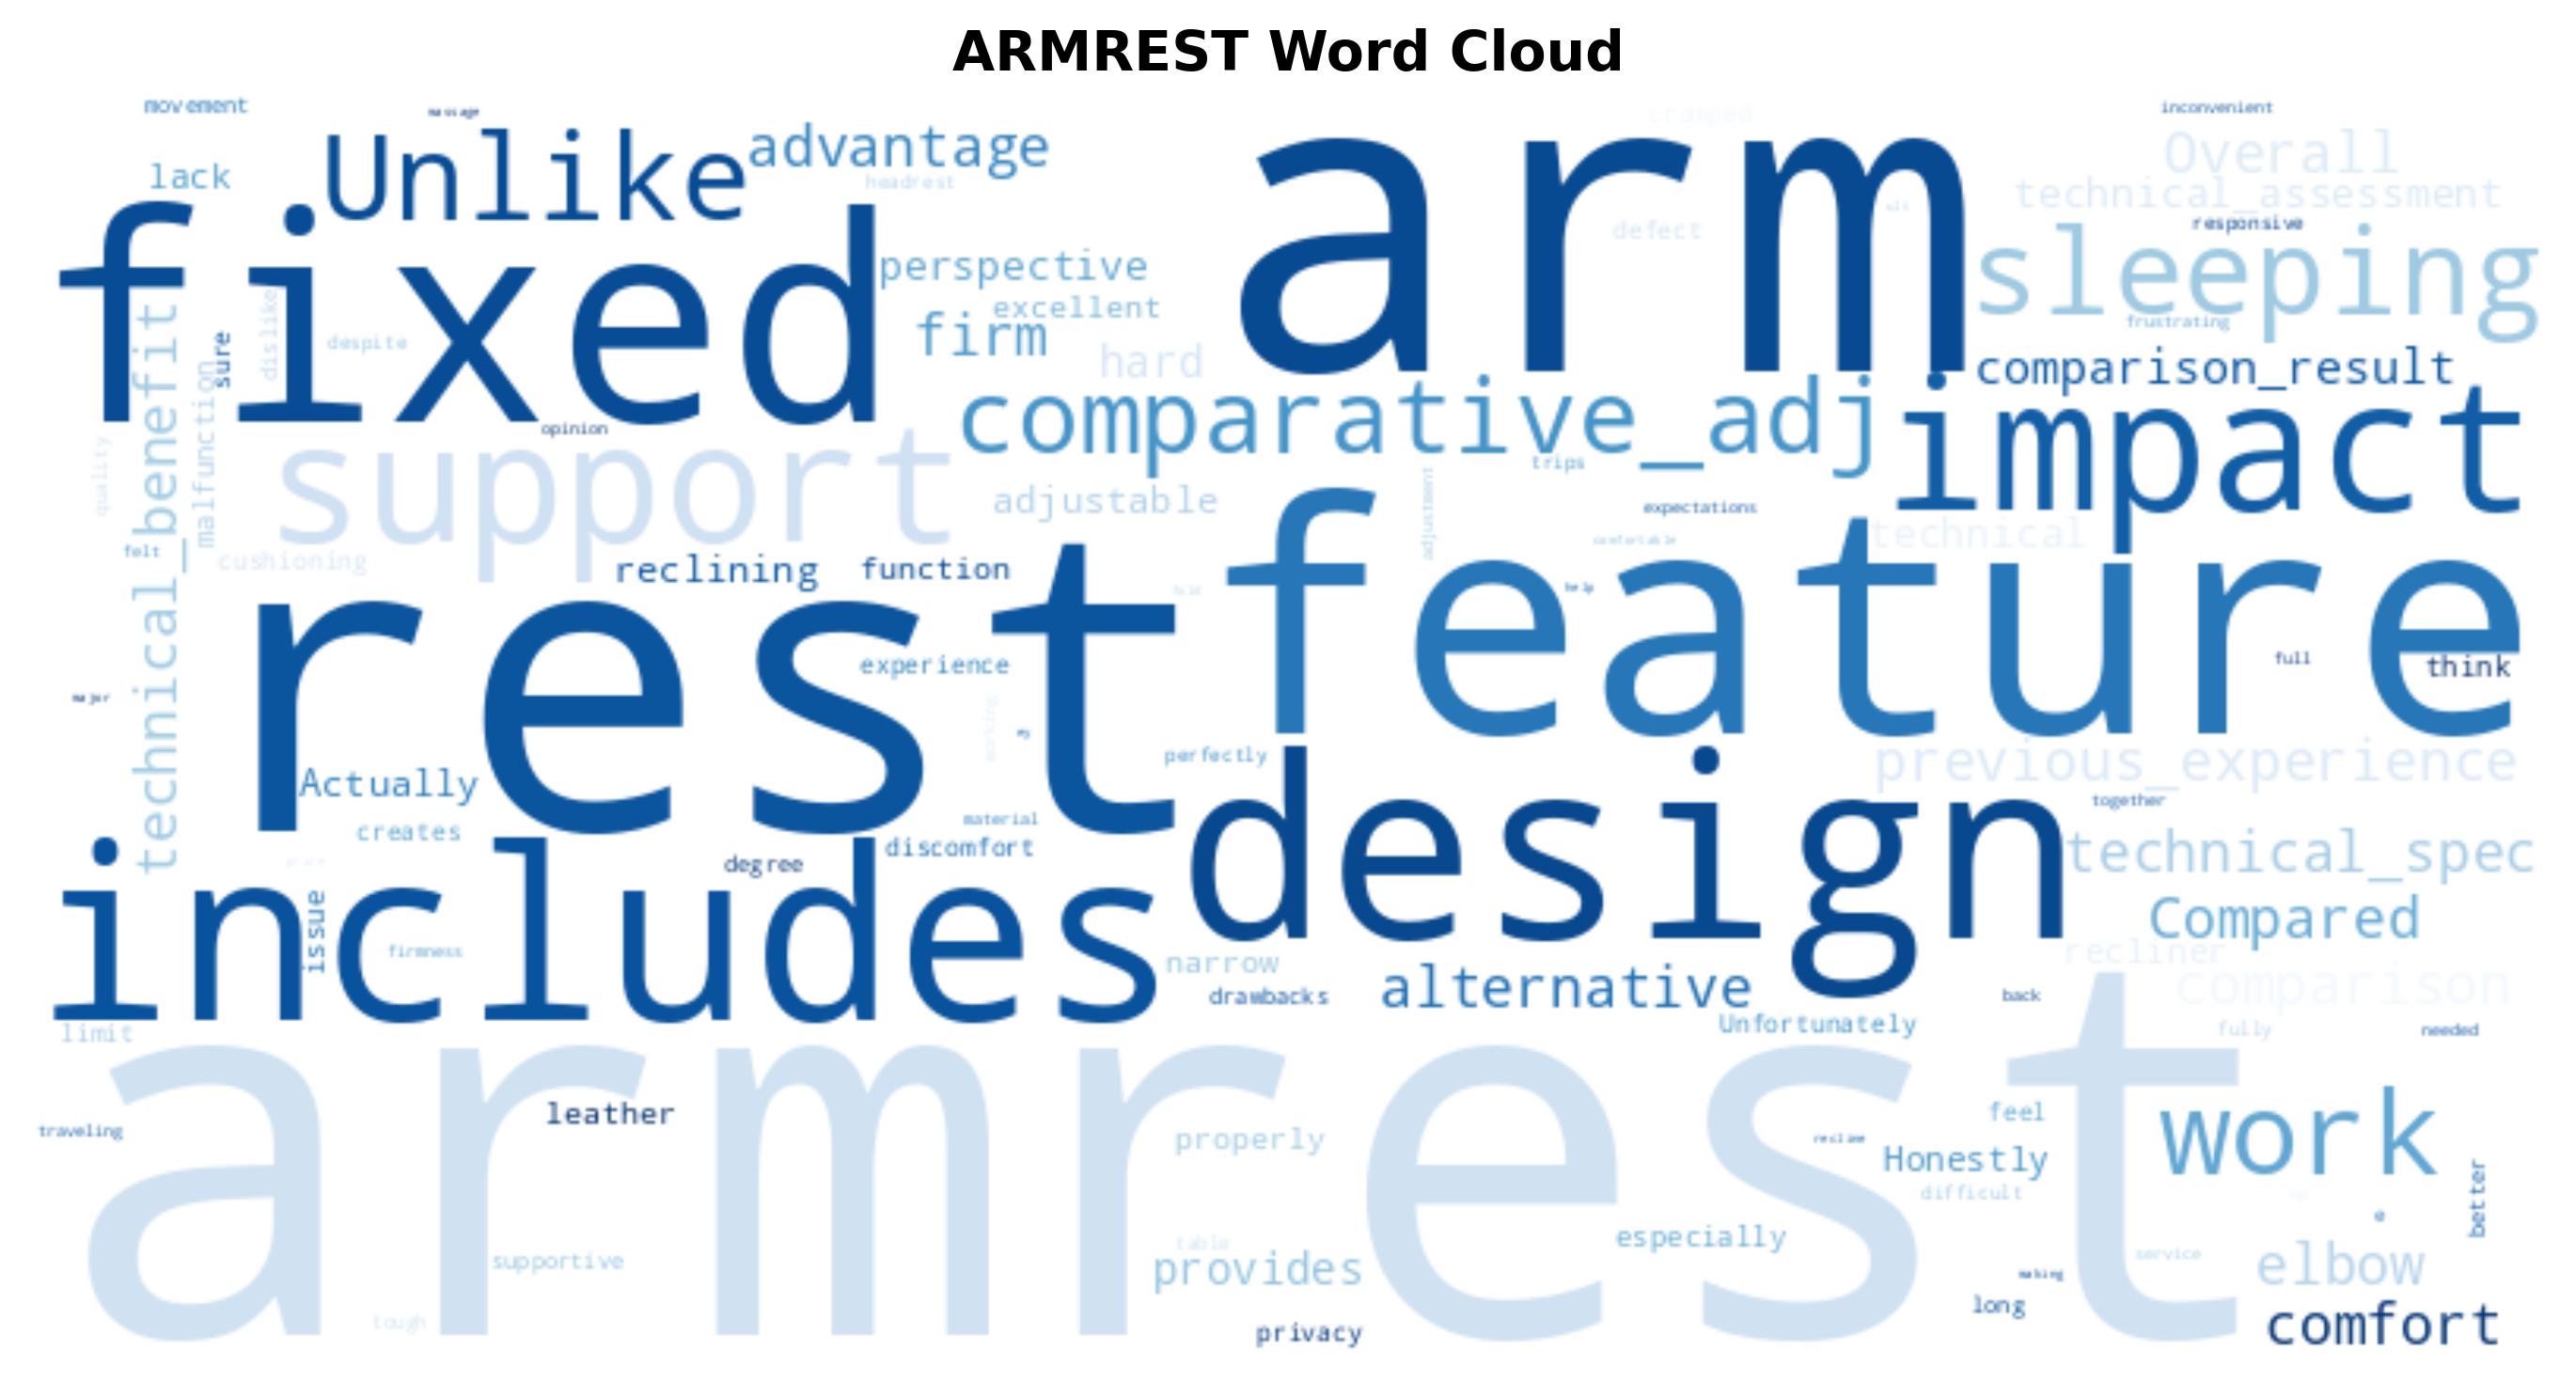 ARMREST Word Cloud
movement
massage
cramped
inconvenient
Unlike
advantage
arm
Overall
lack
headrest
technical_assessment
fixed
defect
responsive
perspective
sleeping
excellent
firm
frustrating
despite
dislike
sure
hard
comparison_result
malfunction
technical_benefit
comparative_adj
impact
opinion
support
quality
trips
adjustable
adjustment
expectations
felt
cushioning
reclining
function
comfortable
technical
help
rest
feature
experience
full
think
major
working
perfectly
previous_experience
Actually
together
creates
material
design
discomfort
degree
technical_spec
price
includes
issue
firmness
Compared
narrow
recliner
drawbacks
alternative
back
comparison
limit
Unfortunately
fully
needed
armrest
leather
feel
work
traveling
properly
recline
Honestly
difficult
better
e
especially
table
service
supportive
provides
elbow
making
long
tough
privacy
comfort